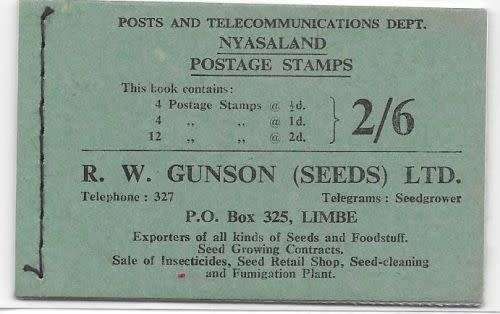 POSTS AND TELECOMMUNICATIONS DEPT.
NYASALAND
POSTAGE STAMPS
This book contains:
4 Postage Stamps @ ½d.
4 „ „ @ 1d.
12 „ „ @ 2d.
2/6
R. W. GUNSON (SEEDS) LTD.
Telephone : 327 Telegrams : Seedgrower
P.O. Box 325, LIMBE
Exporters of all kinds of Seeds and Foodstuff.
Seed Growing Contracts.
Sale of Insecticides, Seed Retail Shop, Seed-cleaning
and Fumigation Plant.